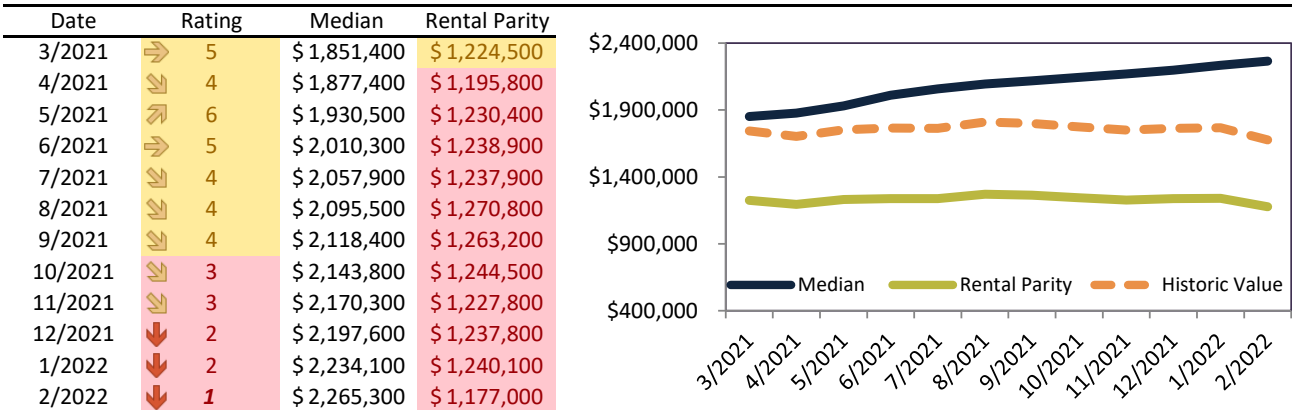 Date Rating Median Rental Parity
3/2021 5 $ 1,851,400 $ 1,224,500
4/2021 4 $ 1,877,400 $ 1,195,800
5/2021 6 $ 1,930,500 $ 1,230,400
6/2021 5 $ 2,010,300 $ 1,238,900
7/2021 4 $ 2,057,900 $ 1,237,900
8/2021 4 $ 2,095,500 $ 1,270,800
9/2021 4 $ 2,118,400 $ 1,263,200
10/2021 3 $ 2,143,800 $ 1,244,500
11/2021 3 $ 2,170,300 $ 1,227,800
12/2021 2 $ 2,197,600 $ 1,237,800
1/2022 2 $ 2,234,100 $ 1,240,100
2/2022 1 $ 2,265,300 $ 1,177,000
$2,400,000
$1,900,000
$1,400,000
$900,000
$400,000
Median Rental Parity Historic Value
3/2021 4/2021 5/2021 6/2021 7/2021 8/2021 9/2021 10/2021 11/2021 12/2021 1/2022 2/2022